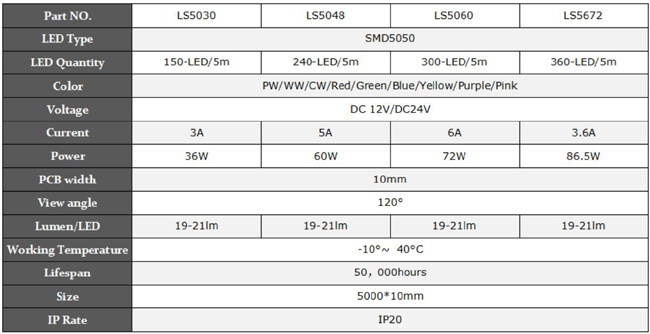 Part NO. LS5030 LS5048 LS5060 LS5672
LED Type SMD5050
LED Quantity 150-LED/5m 240-LED/5m 300-LED/5m 360-LED/5m
Color PW/WW/CW/Red/Green/Blue/Yellow/Purple/Pink
Voltage DC 12V/DC24V
Current 3A 5A 6A 3.6A
Power 36W 60W 72W 86.5W
PCB width 10mm
View angle 120°
Lumen/LED 19-21lm 19-21lm 19-21lm 19-21lm
Working Temperature -10°~ 40°C
Lifespan 50，000hours
Size 5000*10mm
IP Rate IP20